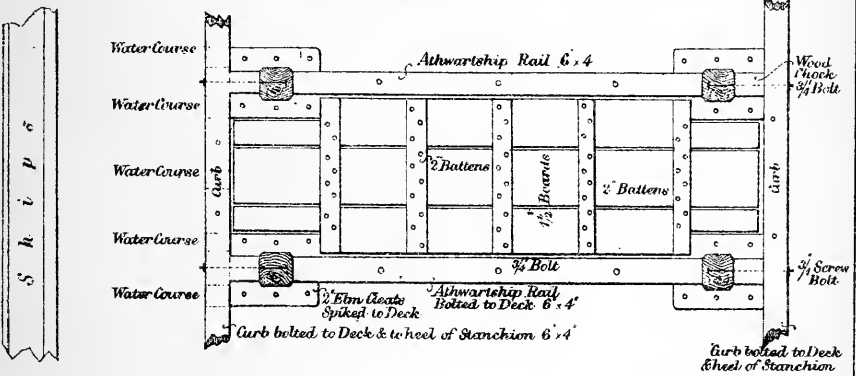 Ships
Water Course
Water Course
Water Course
Water Course
Water Course
Curb
Athwartship Rail 6" x 4
Wood
Chock
3/4" Bolt
2" Battens
1 1/2" Boards
2" Battens
Curb
3/4" Bolt
3/4" Screw
Bolt
2" Elm Cleats
Spiked to Deck
Athwartship Rail
Bolted to Deck 6" x 4"
Curb bolted to Deck & to heel of Stanchion 6" x 4"
Curb bolted to Deck
& heel of Stanchion